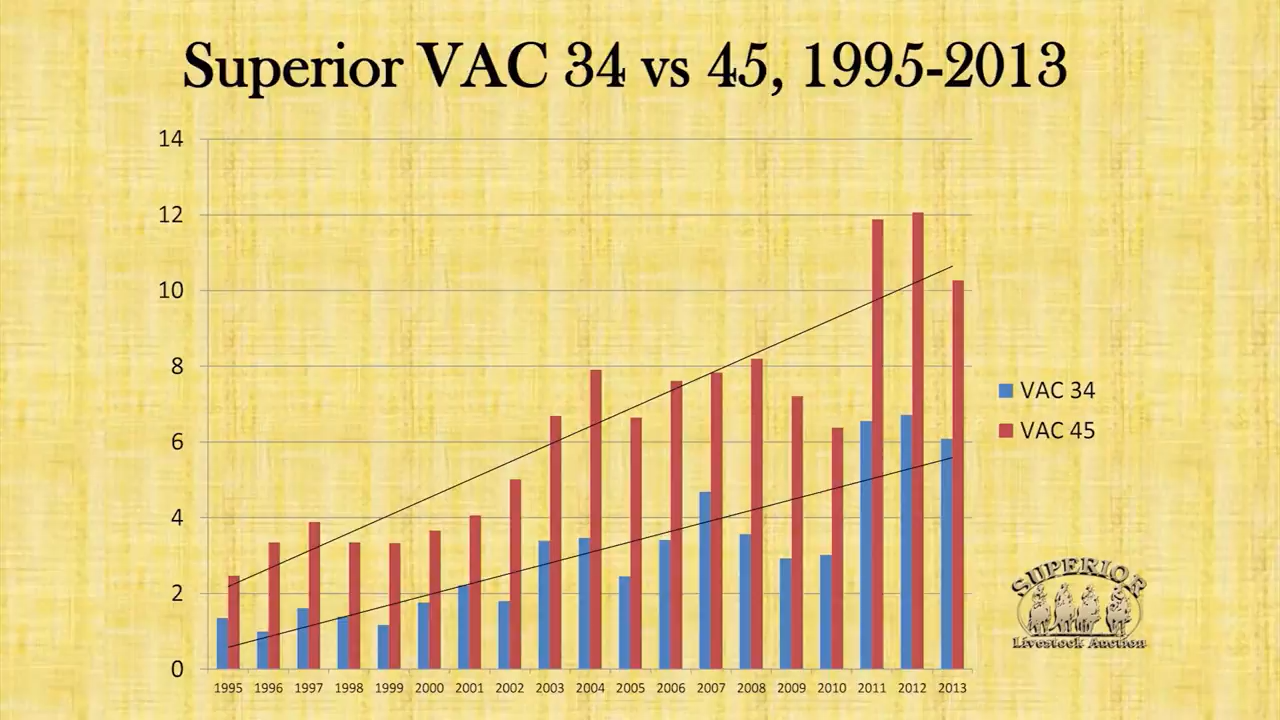 Superior VAC 34 vs 45, 1995-2013
14
12
10
8
6
4
2
0
1995 1996 1997 1998 1999 2000 2001 2002 2003 2004 2005 2006 2007 2008 2009 2010 2011 2012 2013
VAC 34
VAC 45
SUPERIOR
Livestock Auction